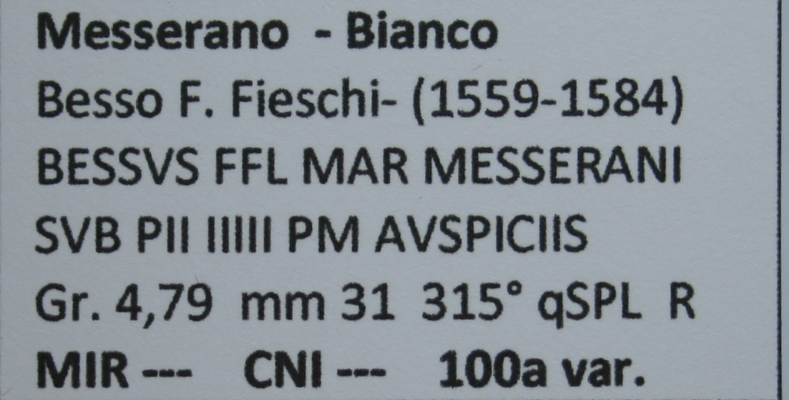 Messerano - Bianco
Besso F. Fieschi- (1559-1584)
BESSVS FFL MAR MESSERANI
SVB PII IIIII PM AVSPICIIS
Gr. 4,79 mm 31 315° qSPL R
MIR --- CNI --- 100a var.